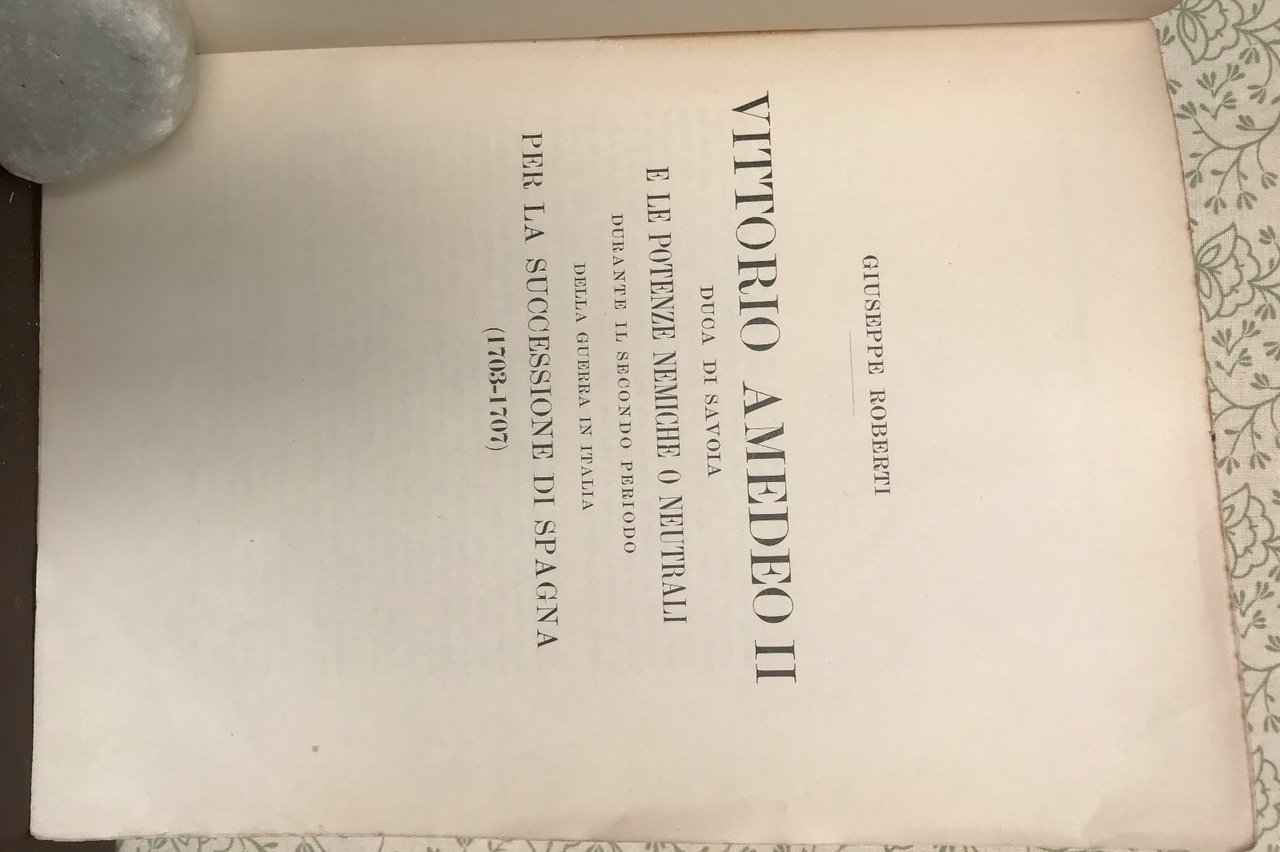 GIUSEPPE ROBERTI
VITTORIO AMEDEO II
DUCA DI SAVOIA
E LE POTENZE NEMICHE O NEUTRALI
DURANTE IL SECONDO PERIODO
DELLA GUERRA IN ITALIA
PER LA SUCCESSIONE DI SPAGNA
(1703-1707)